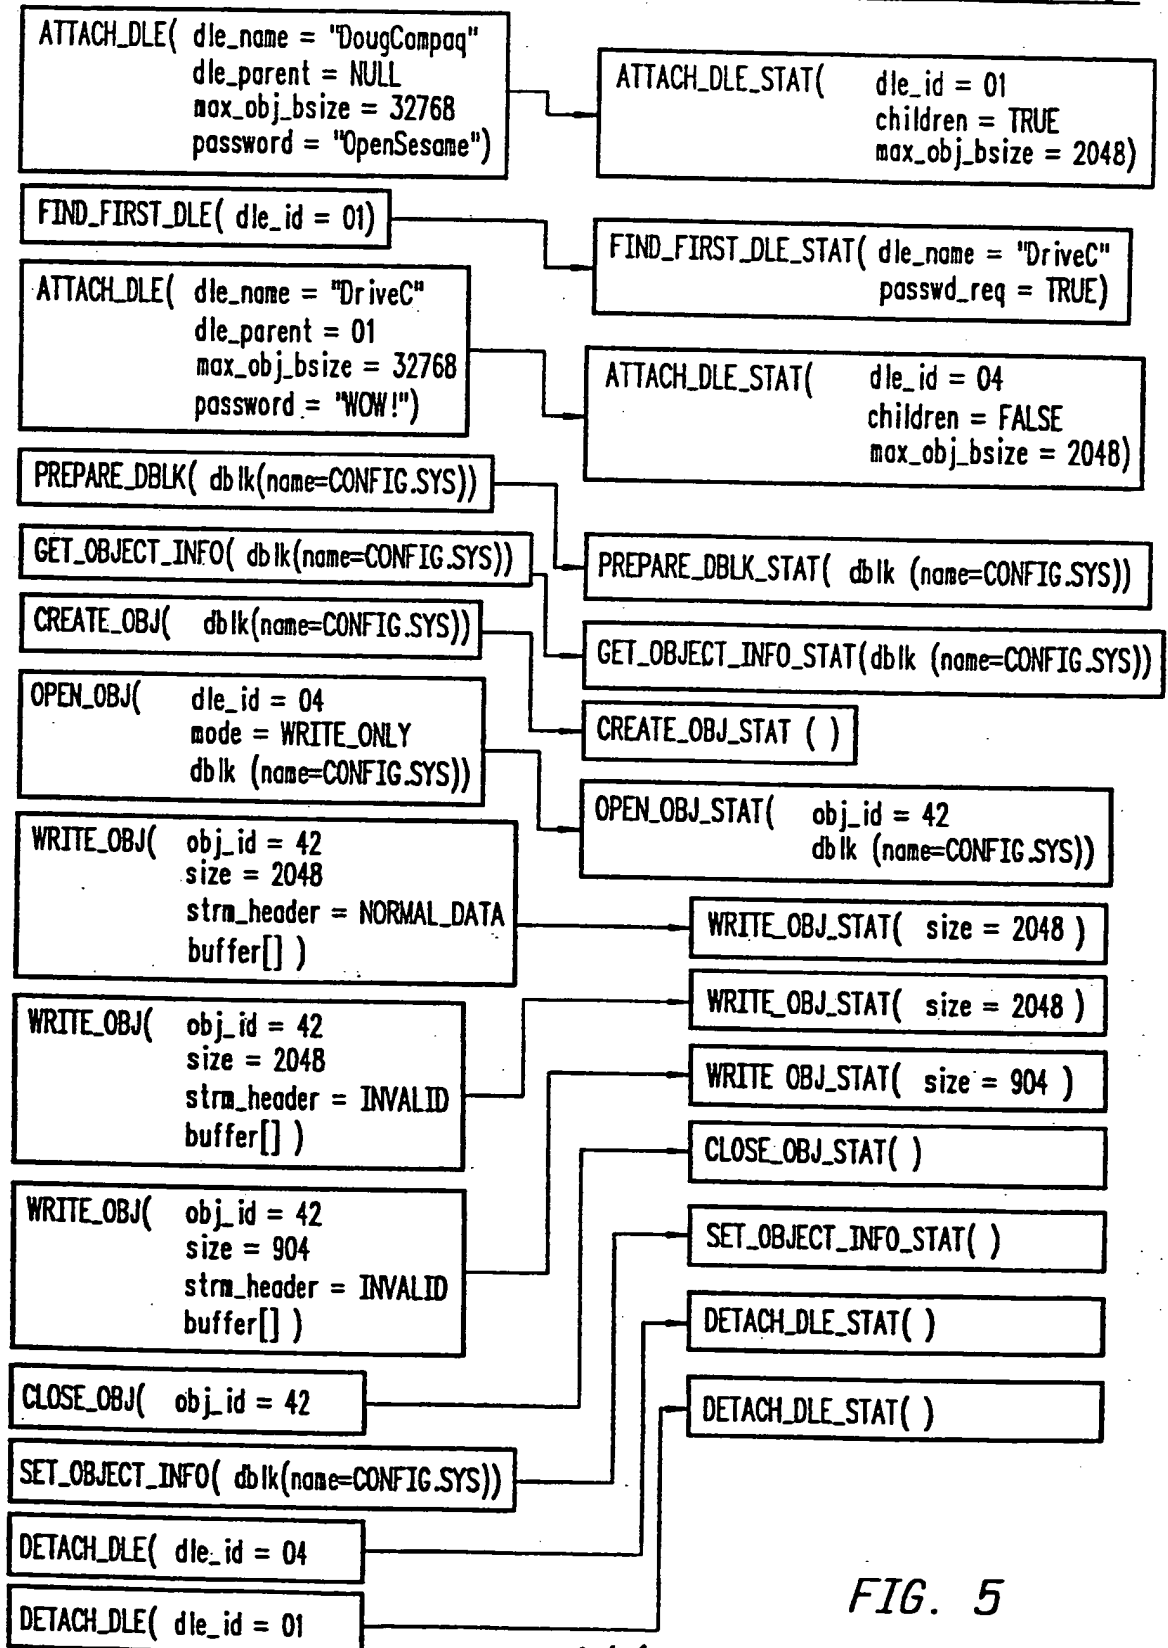 ATTACH_DLE( dle_name = "DougCompaq"
dle_parent = NULL
max_obj_bsize = 32768
password = "OpenSesame")
ATTACH_DLE_STAT( dle_id = 01
children = TRUE
max_obj_bsize = 2048)
FIND_FIRST_DLE( dle_id = 01)
FIND_FIRST_DLE_STAT( dle_name = "DriveC"
passwd_req = TRUE)
ATTACH_DLE( dle_name = "DriveC"
dle_parent = 01
max_obj_bsize = 32768
password = "WOW!")
ATTACH_DLE_STAT( dle_id = 04
children = FALSE
max_obj_bsize = 2048)
PREPARE_DBLK( dblk(name=CONFIG.SYS))
PREPARE_DBLK_STAT( dblk (name=CONFIG.SYS))
GET_OBJECT_INFO( dblk(name=CONFIG.SYS))
GET_OBJECT_INFO_STAT(dblk (name=CONFIG.SYS))
CREATE_OBJ( dblk(name=CONFIG.SYS))
CREATE_OBJ_STAT ( )
OPEN_OBJ( dle_id = 04
mode = WRITE_ONLY
dblk (name=CONFIG.SYS))
OPEN_OBJ_STAT( obj_id = 42
dblk (name=CONFIG.SYS))
WRITE_OBJ( obj_id = 42
size = 2048
strm_header = NORMAL_DATA
buffer[] )
WRITE_OBJ_STAT( size = 2048 )
WRITE_OBJ( obj_id = 42
size = 2048
strm_header = INVALID
buffer[] )
WRITE_OBJ_STAT( size = 2048 )
WRITE_OBJ( obj_id = 42
size = 904
strm_header = INVALID
buffer[] )
WRITE OBJ_STAT( size = 904 )
CLOSE_OBJ( obj_id = 42
CLOSE_OBJ_STAT( )
SET_OBJECT_INFO( dblk(name=CONFIG.SYS))
SET_OBJECT_INFO_STAT( )
DETACH_DLE( dle_id = 04
DETACH_DLE_STAT( )
DETACH_DLE( dle_id = 01
DETACH_DLE_STAT( )
FIG. 5